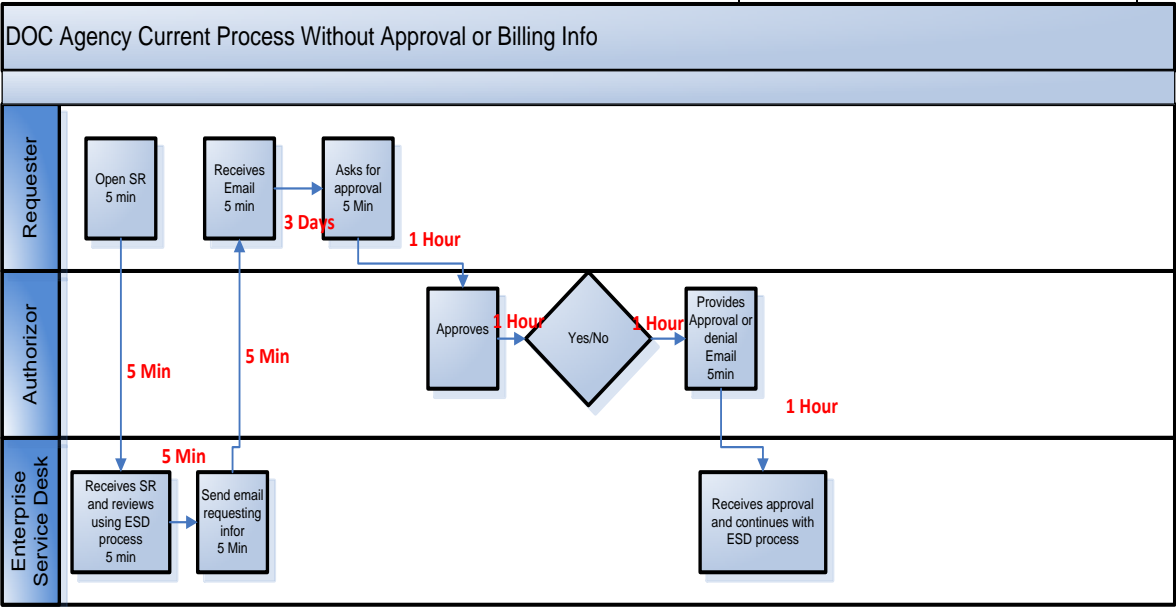 DOC Agency Current Process Without Approval or Billing Info
Requester
Open SR
5 min
Receives
Email
5 min
3 Days
Asks for
approval
5 Min
1 Hour
Authorizor
5 Min
5 Min
Approves
1 Hour
Yes/No
1 Hour
Provides
Approval or
denial
Email
5min
1 Hour
Enterprise
Service Desk
Receives SR
and reviews
using ESD
process
5 min
5 Min
Send email
requesting
infor
5 Min
Receives approval
and continues with
ESD process